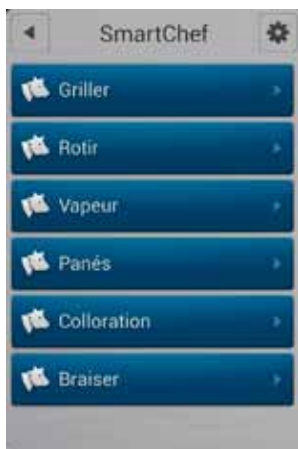 SmartChef
Griller
Rotir
Vapeur
Panés
Colloration
Braiser